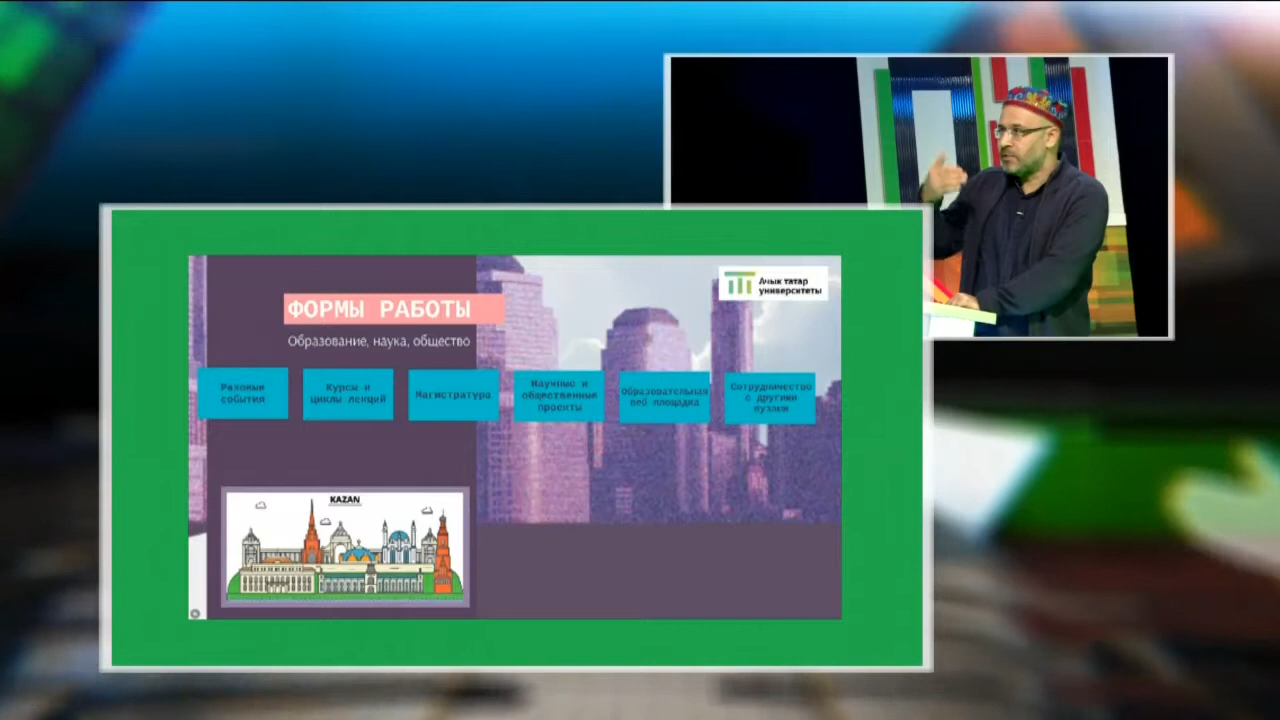 Ачык татар
университеты
ФОРМЫ РАБОТЫ
Образование, наука, общество
Разовые
события
Курсы и
циклы лекций
Магистратура
Научные и
общественные
проекты
Образовательная
веб площадка
Сотрудничество
с другими
вузами
KAZAN